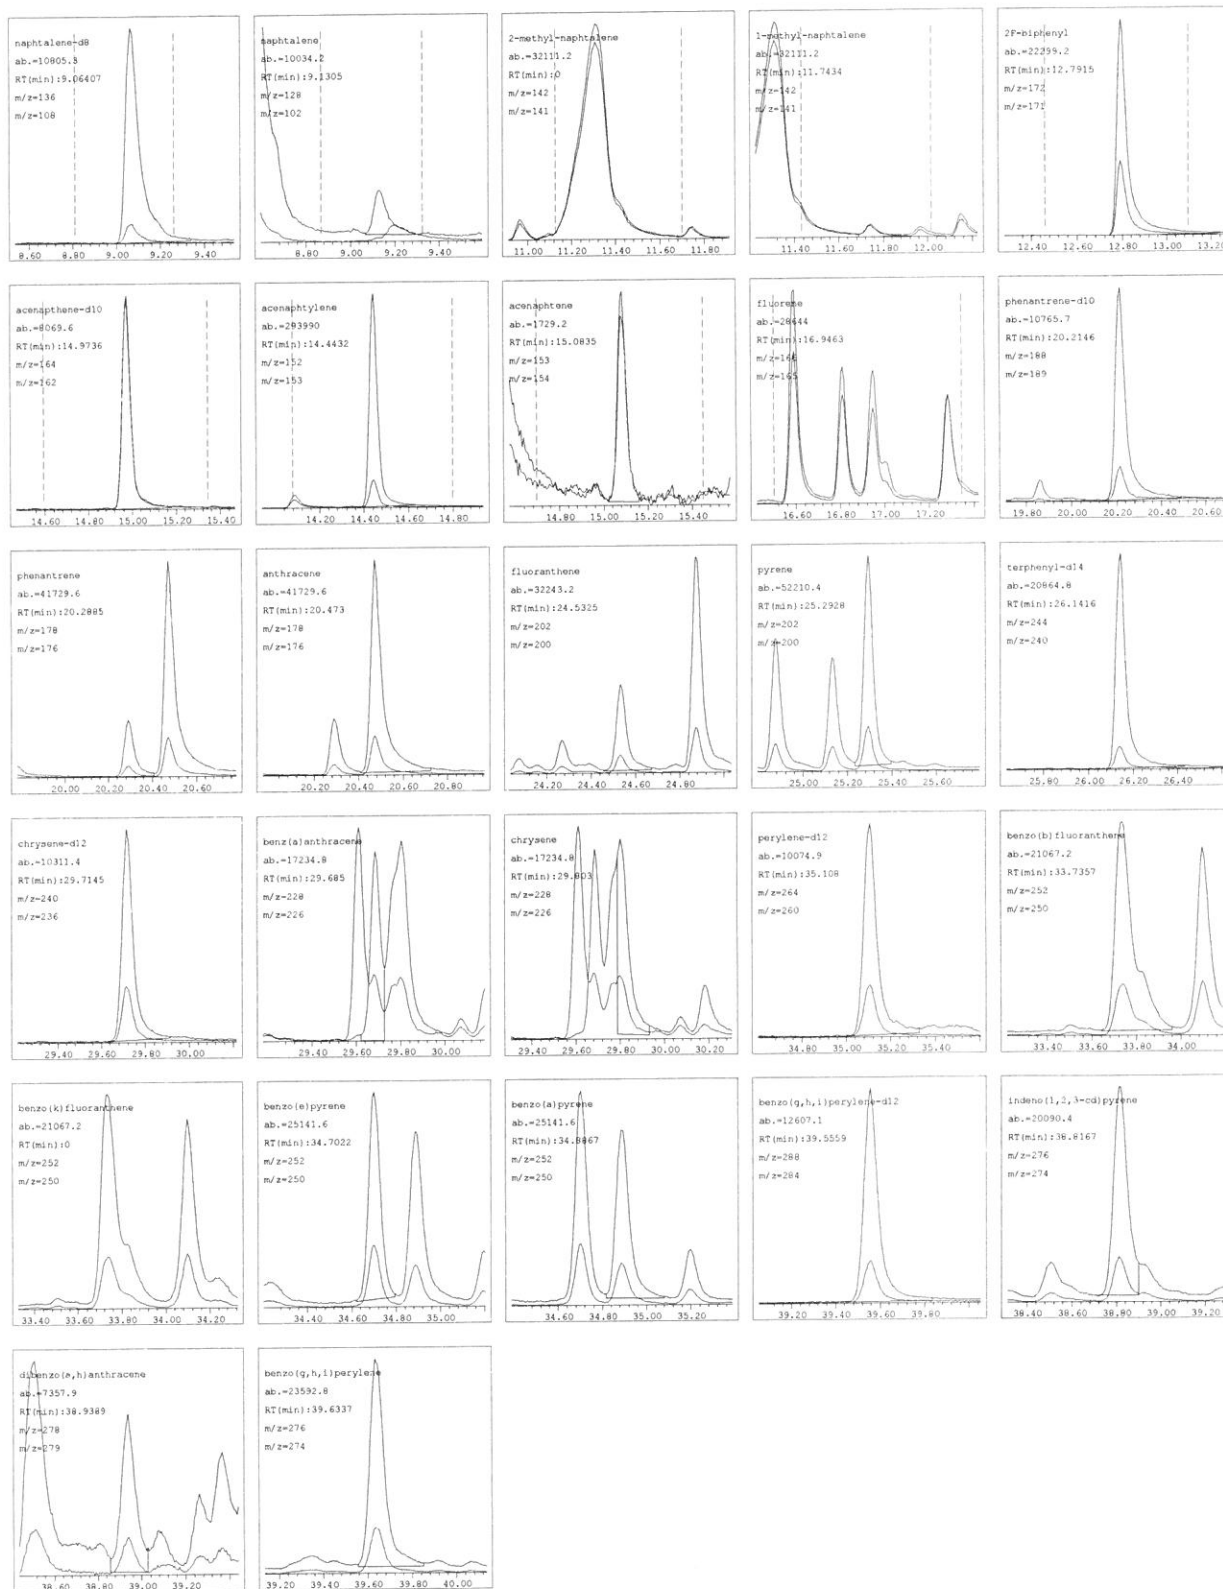 naphtalene-d8
ab.=10805.3
RT(min):9.06407
m/z=136
m/z=108
8.60 8.80 9.00 9.20 9.40
naphtalene
ab.=10034.2
RT(min):9.1305
m/z=128
m/z=102
8.80 9.00 9.20 9.40
2-methyl-naphtalene
ab.=32111.2
RT(min):0
m/z=142
m/z=141
11.00 11.20 11.40 11.60 11.80
1-methyl-naphtalene
ab.=32111.2
RT(min):11.7434
m/z=142
m/z=141
11.40 11.60 11.80 12.00
2F-biphenyl
ab.=22399.2
RT(min):12.7915
m/z=172
m/z=171
12.40 12.60 12.80 13.00 13.20
acenapthene-d10
ab.=8069.6
RT(min):14.9736
m/z=164
m/z=162
14.60 14.80 15.00 15.20 15.40
acenaphtylene
ab.=293990
RT(min):14.4432
m/z=152
m/z=153
14.20 14.40 14.60 14.80
acenaphtene
ab.=1729.2
RT(min):15.0835
m/z=153
m/z=154
14.80 15.00 15.20 15.40
fluorene
ab.=28644
RT(min):16.9463
m/z=166
m/z=165
16.60 16.80 17.00 17.20
phenantrene-d10
ab.=10765.7
RT(min):20.2146
m/z=188
m/z=189
19.80 20.00 20.20 20.40 20.60
phenantrene
ab.=41729.6
RT(min):20.2885
m/z=178
m/z=176
20.00 20.20 20.40 20.60
anthracene
ab.=41729.6
RT(min):20.473
m/z=178
m/z=176
20.20 20.40 20.60 20.80
fluoranthene
ab.=32243.2
RT(min):24.5325
m/z=202
m/z=200
24.20 24.40 24.60 24.80
pyrene
ab.=52210.4
RT(min):25.2928
m/z=202
m/z=200
25.00 25.20 25.40 25.60
terphenyl-d14
ab.=20864.8
RT(min):26.1416
m/z=244
m/z=240
25.80 26.00 26.20 26.40
chrysene-d12
ab.=10311.4
RT(min):29.7145
m/z=240
m/z=236
29.40 29.60 29.80 30.00
benz(a)anthracene
ab.=17234.8
RT(min):29.685
m/z=228
m/z=226
29.40 29.60 29.80 30.00
chrysene
ab.=17234.8
RT(min):29.803
m/z=228
m/z=226
29.40 29.60 29.80 30.00 30.20
perylene-d12
ab.=10074.9
RT(min):35.108
m/z=264
m/z=260
34.80 35.00 35.20 35.40
benzo(b)fluoranthene
ab.=21067.2
RT(min):33.7357
m/z=252
m/z=250
33.40 33.60 33.80 34.00
benzo(k)fluoranthene
ab.=21067.2
RT(min):0
m/z=252
m/z=250
33.40 33.60 33.80 34.00 34.20
benzo(e)pyrene
ab.=25141.6
RT(min):34.7022
m/z=252
m/z=250
34.40 34.60 34.80 35.00
benzo(a)pyrene
ab.=25141.6
RT(min):34.8867
m/z=252
m/z=250
34.60 34.80 35.00 35.20
benzo(g,h,i)perylene-d12
ab.=12607.1
RT(min):39.5559
m/z=288
m/z=284
39.20 39.40 39.60 39.80
indeno(1,2,3-cd)pyrene
ab.=20090.4
RT(min):38.8167
m/z=276
m/z=274
38.40 38.60 38.80 39.00 39.20
dibenzo(a,h)anthracene
ab.=7357.9
RT(min):38.9389
m/z=278
m/z=279
38.60 38.80 39.00 39.20
benzo(g,h,i)perylene
ab.=23592.8
RT(min):39.6337
m/z=276
m/z=274
39.20 39.40 39.60 39.80 40.00